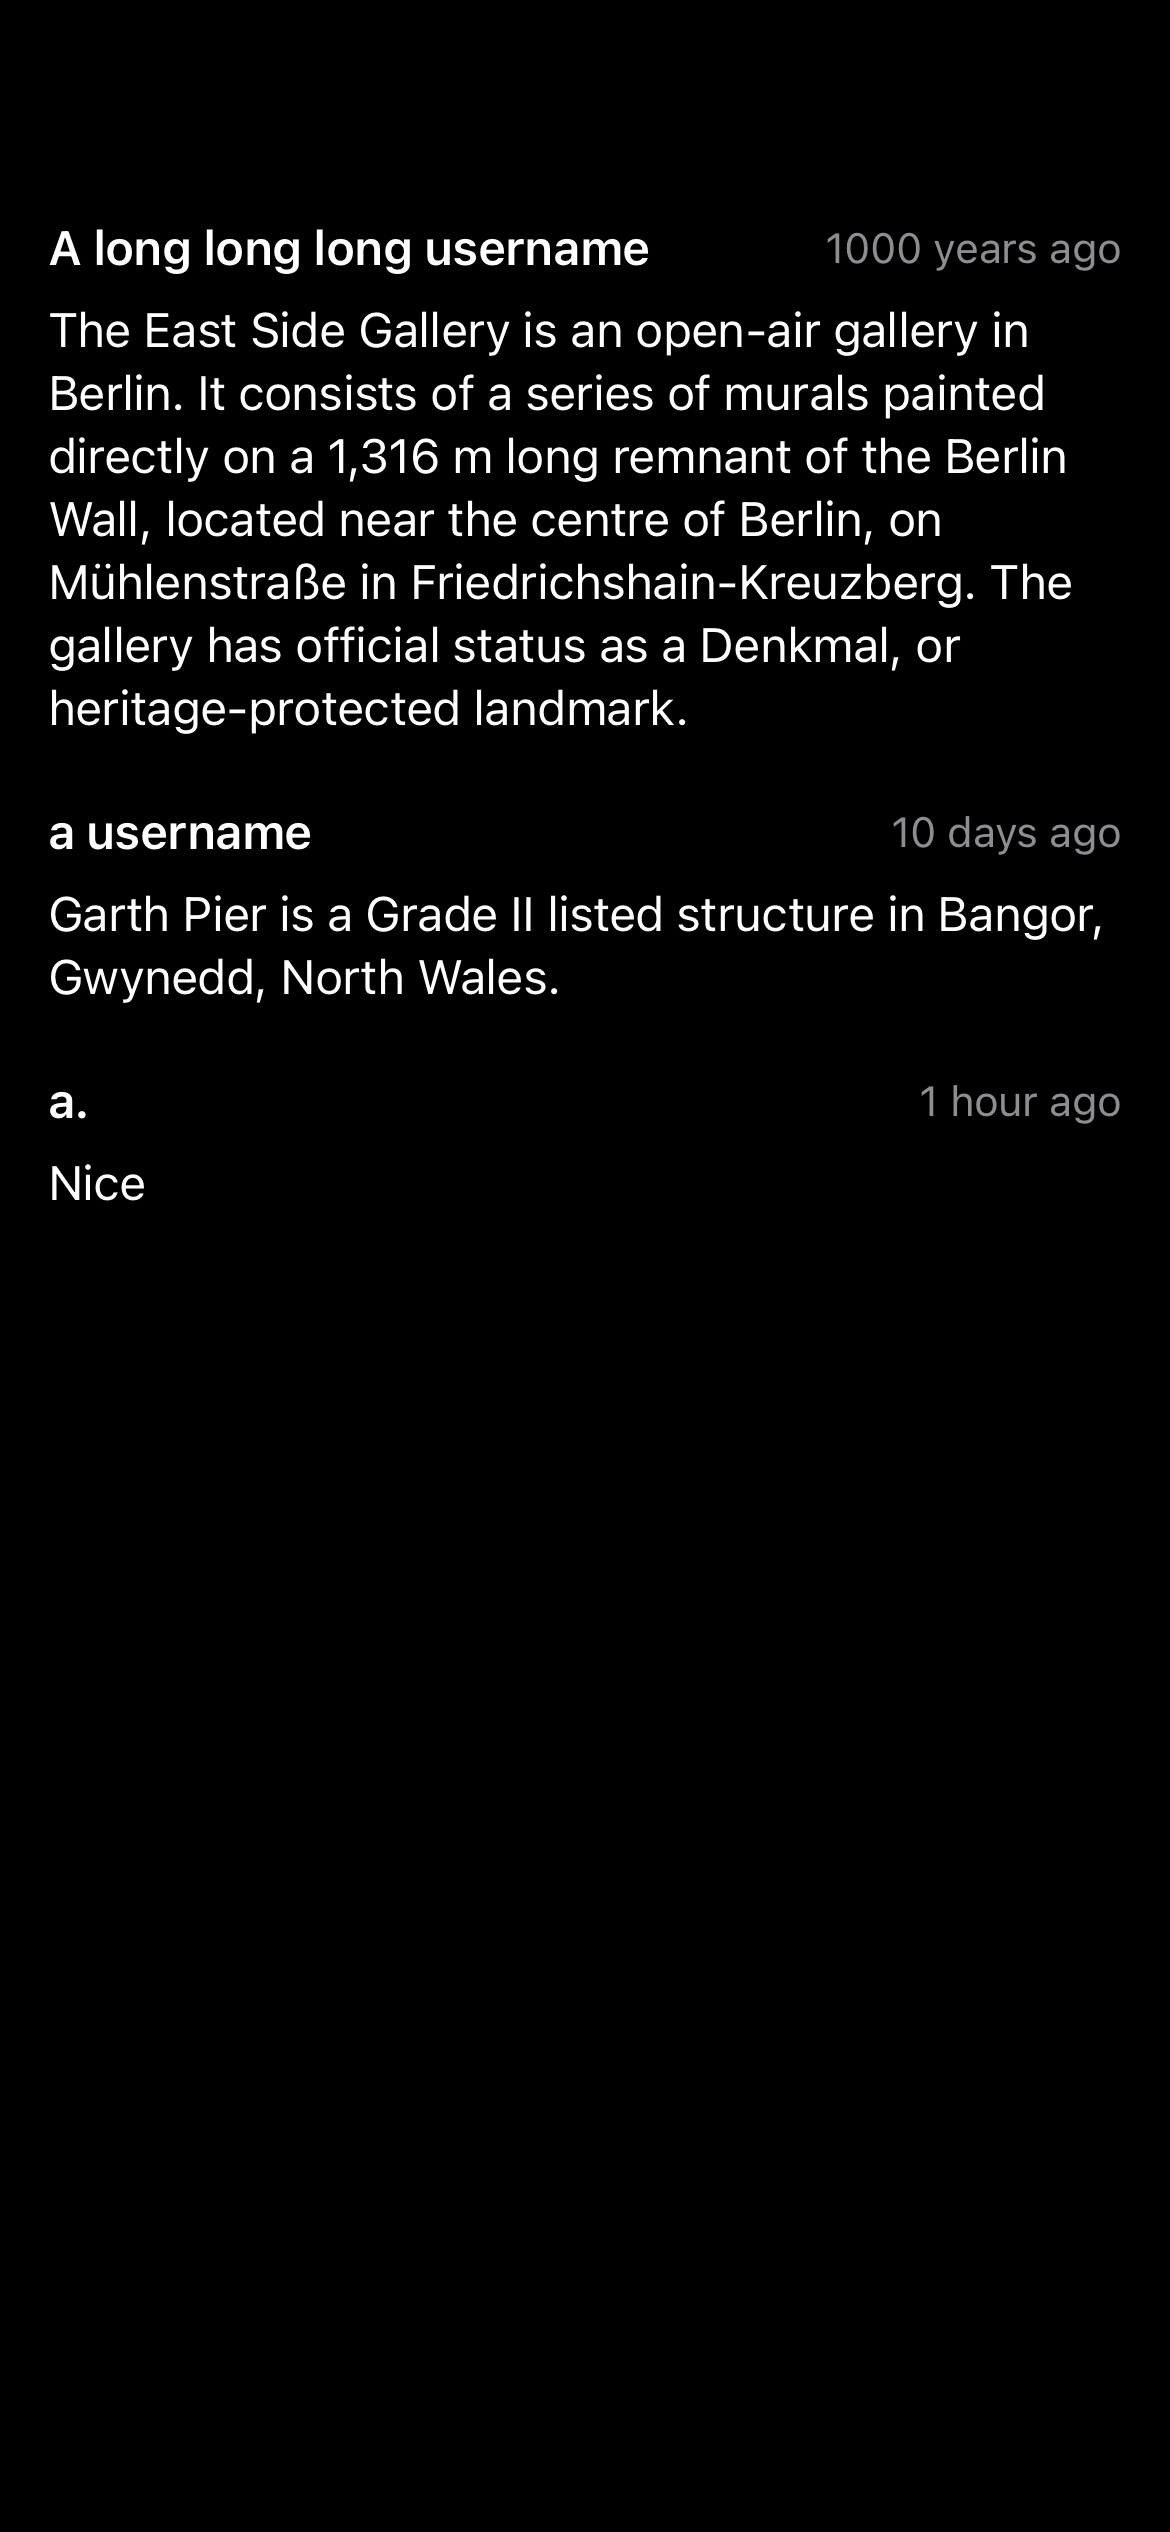 A long long long username
1000 years ago
The East Side Gallery is an open-air gallery in
Berlin. It consists of a series of murals painted
directly on a 1,316 m long remnant of the Berlin
Wall, located near the centre of Berlin, on
Mühlenstraße in Friedrichshain-Kreuzberg. The
gallery has official status as a Denkmal, or
heritage-protected landmark.
a username
10 days ago
Garth Pier is a Grade II listed structure in Bangor,
Gwynedd, North Wales.
a.
1 hour ago
Nice